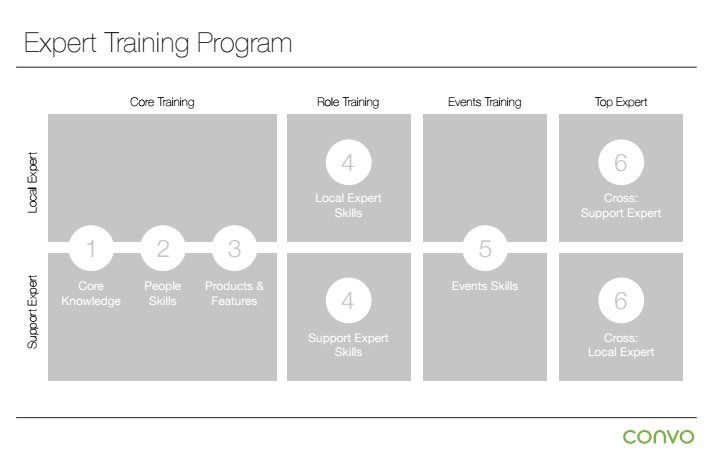 Expert Training Program
Core Training
Role Training
Events Training
Top Expert
Local Expert
4
Local Expert
Skills
6
Cross:
Support Expert
1
Core
Knowledge
2
People
Skills
3
Products &
Features
5
Events Skills
Support Expert
4
Support Expert
Skills
6
Cross:
Local Expert
convo